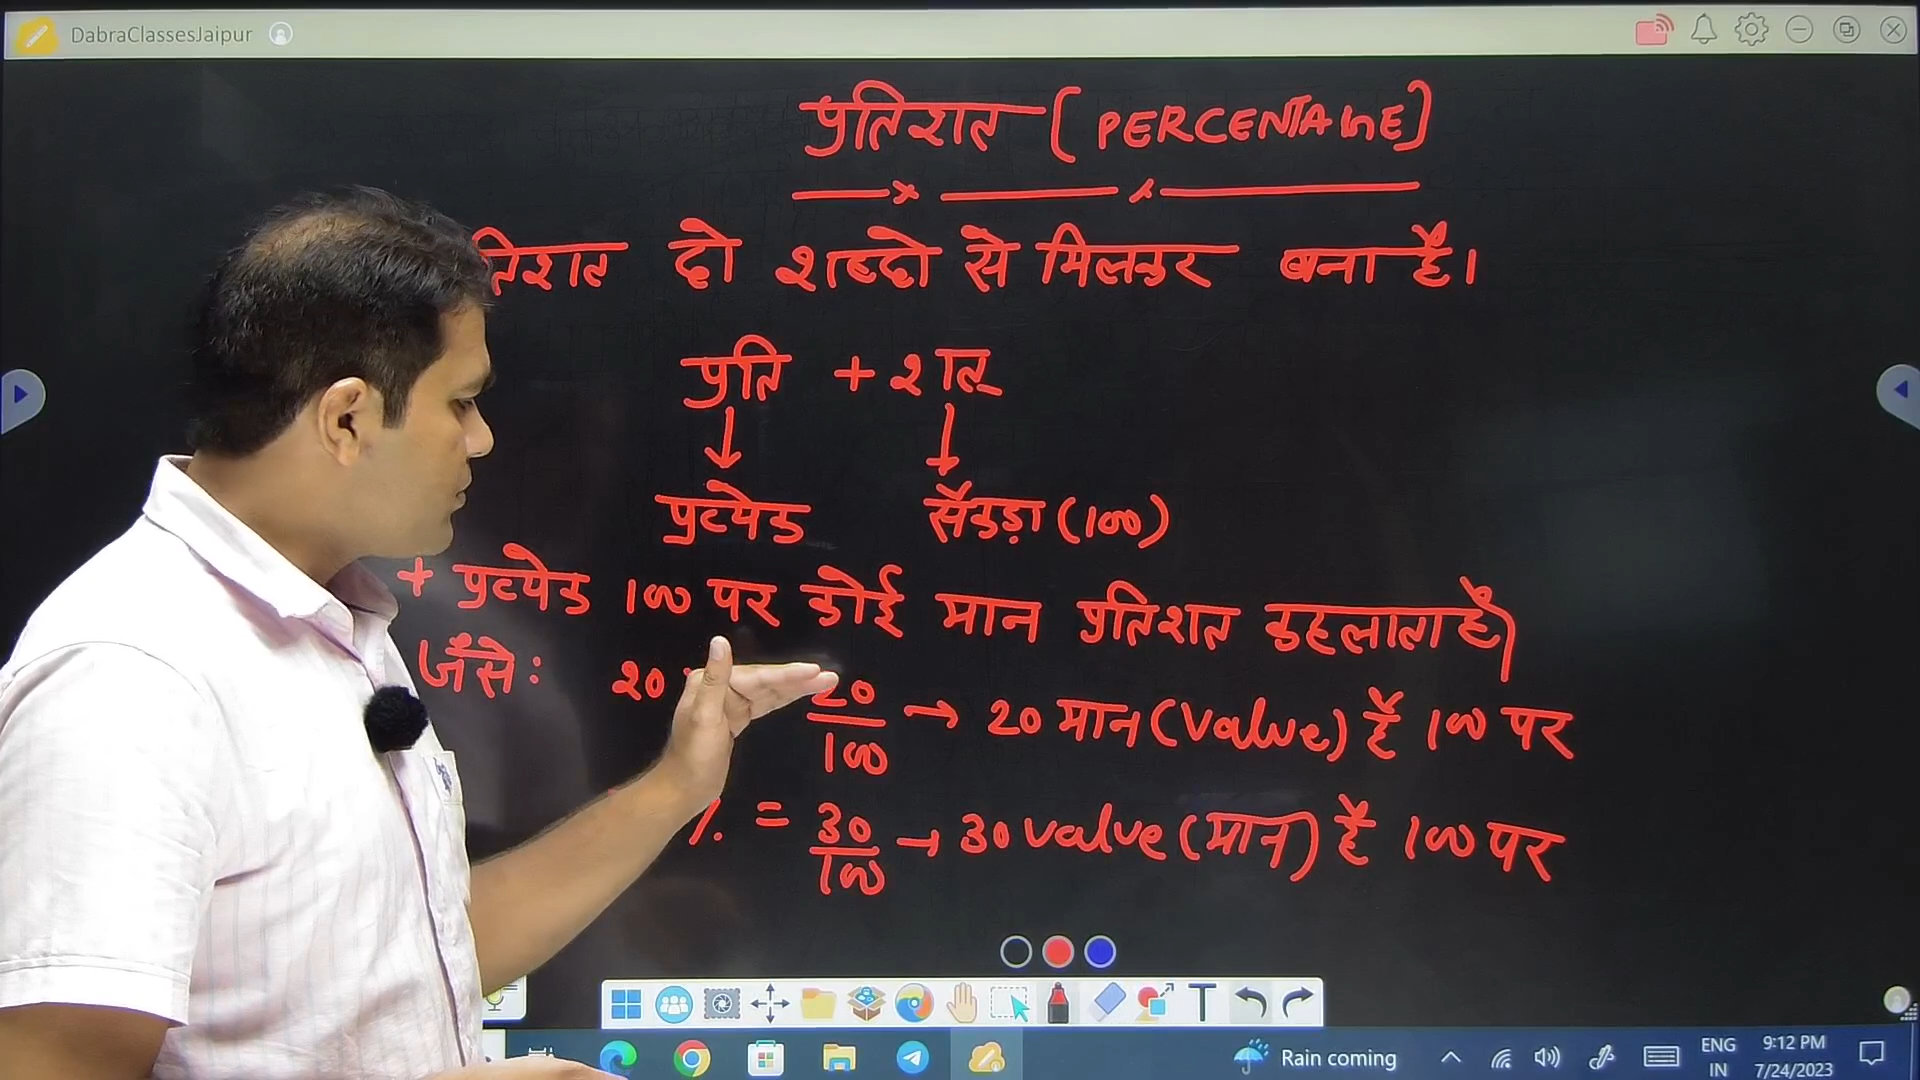 DabraClassesJaipur
प्रतिशत (PERCENTAGE)
तिशत दो शब्दो से मिलकर बना है।
प्रति + शत
प्रत्येक सैकड़ा (100)
+ प्रत्येक 100 पर कोई मान प्रतिशत कहलाता है।
जैसे: 20 20/100 → 20 मान (Value) है 100 पर
% = 30/100 → 30 value (मान) है 100 पर
T
Rain coming ENG IN 9:12 PM 7/24/2023